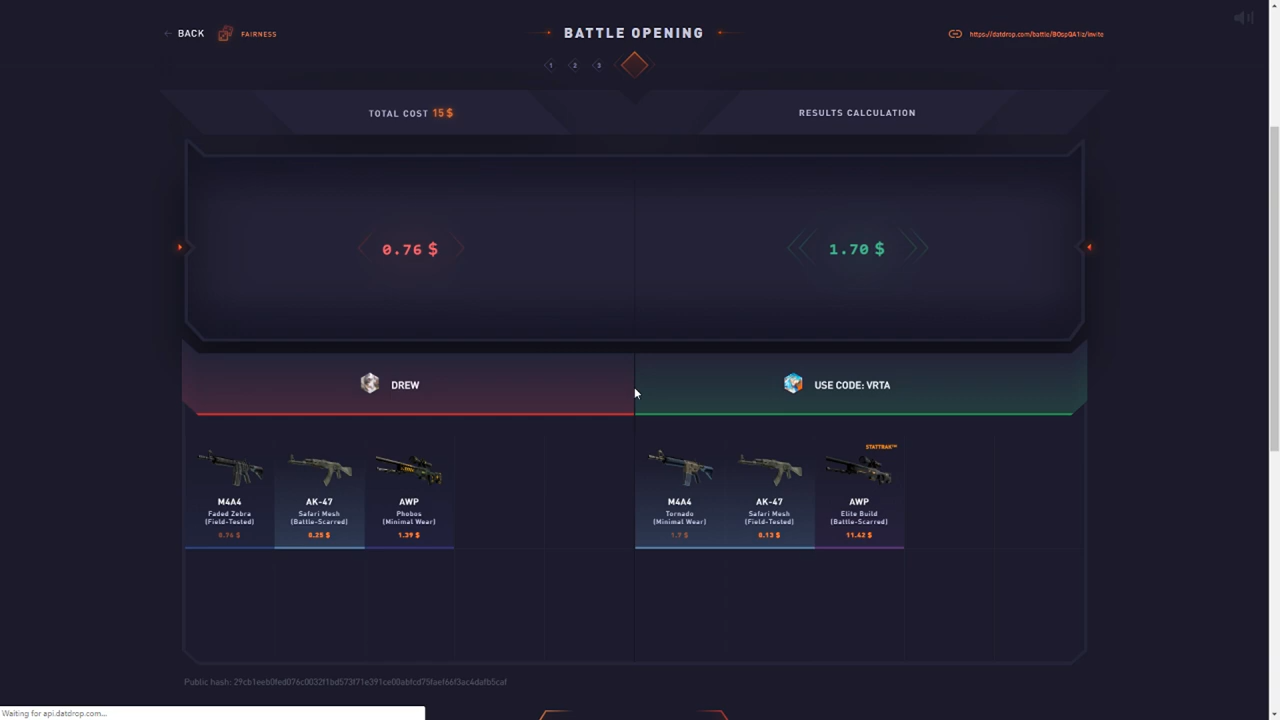 BACK
FAIRNESS
BATTLE OPENING
https://datdrop.com/battle/BOspQA1iz/invite
1 2 3
TOTAL COST 15 $
RESULTS CALCULATION
0.76 $
1.70 $
DREW
USE CODE: VRTA
STATTRAK™
M4A4
Faded Zebra
(Field-Tested)
0.76 $
AK-47
Safari Mesh
(Battle-Scarred)
0.25 $
AWP
Phobos
(Minimal Wear)
1.39 $
M4A4
Tornado
(Minimal Wear)
1.7 $
AK-47
Safari Mesh
(Field-Tested)
0.13 $
AWP
Elite Build
(Battle-Scarred)
11.42 $
Public hash:
Waiting for api.datdrop.com...